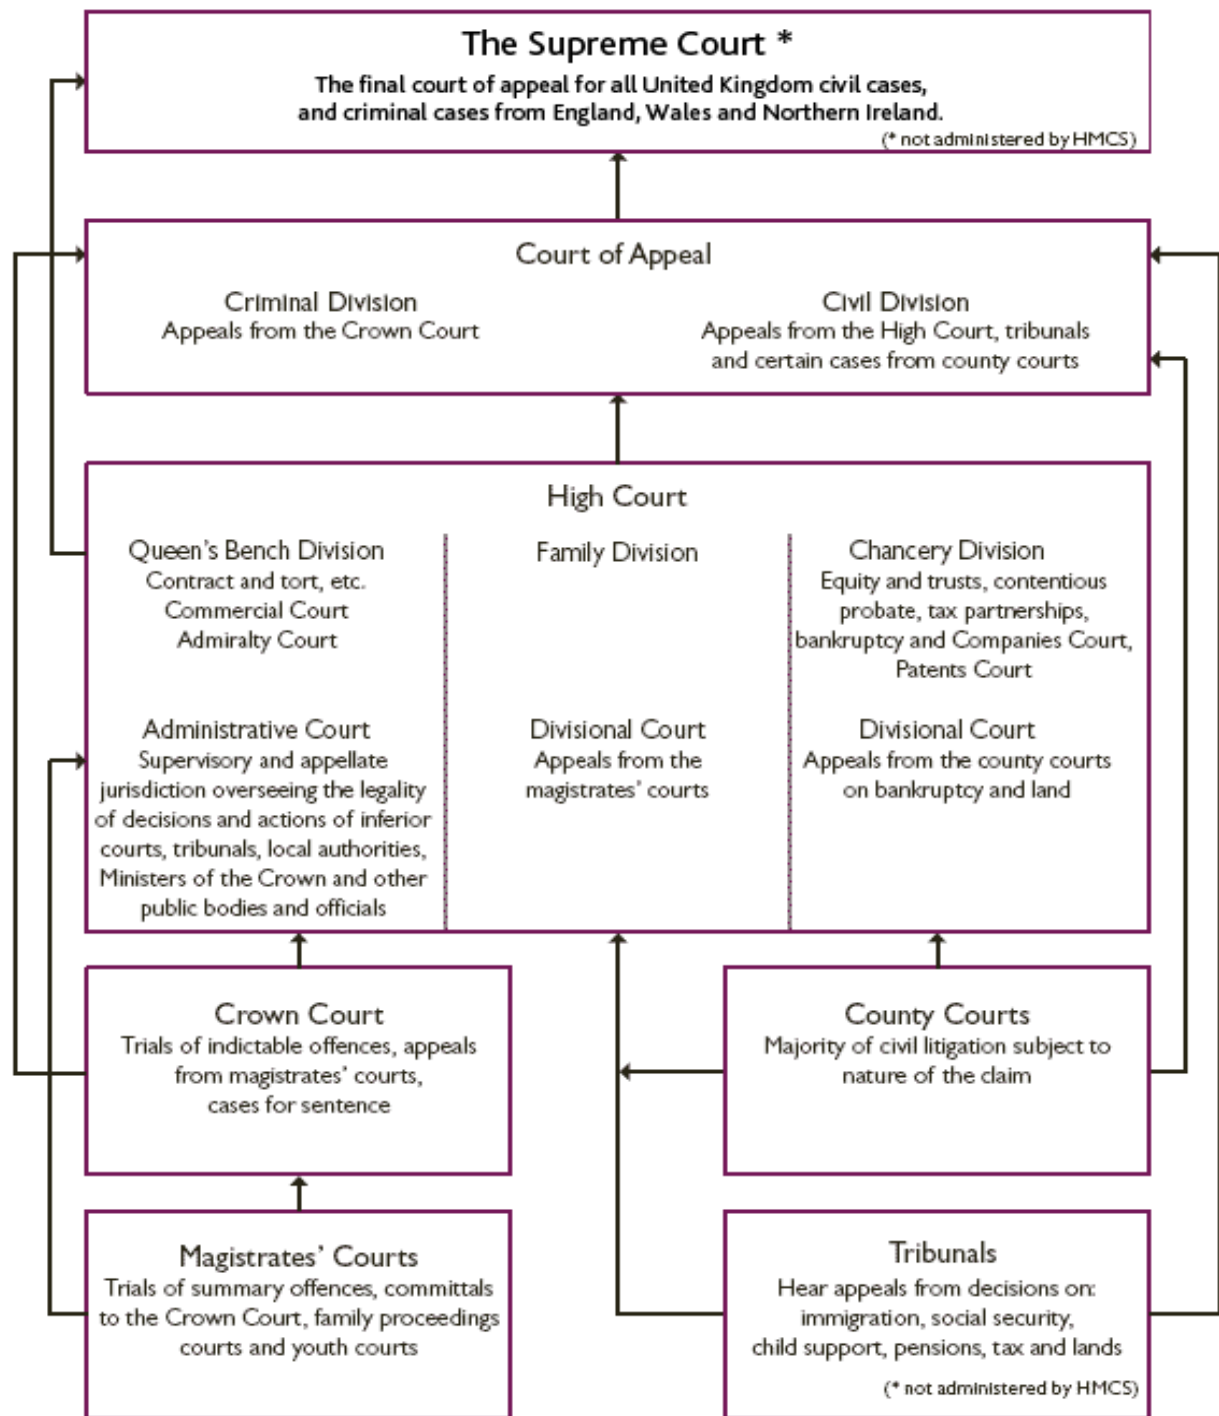 The Supreme Court *
The final court of appeal for all United Kingdom civil cases,
and criminal cases from England, Wales and Northern Ireland.
(* not administered by HMCS)
Court of Appeal
Criminal Division
Appeals from the Crown Court
Civil Division
Appeals from the High Court, tribunals
and certain cases from county courts
High Court
Queen's Bench Division
Contract and tort, etc.
Commercial Court
Admiralty Court
Family Division
Chancery Division
Equity and trusts, contentious
probate, tax partnerships,
bankruptcy and Companies Court,
Patents Court
Administrative Court
Supervisory and appellate
jurisdiction overseeing the legality
of decisions and actions of inferior
courts, tribunals, local authorities,
Ministers of the Crown and other
public bodies and officials
Divisional Court
Appeals from the
magistrates' courts
Divisional Court
Appeals from the county courts
on bankruptcy and land
Crown Court
Trials of indictable offences, appeals
from magistrates' courts,
cases for sentence
County Courts
Majority of civil litigation subject to
nature of the claim
Magistrates' Courts
Trials of summary offences, committals
to the Crown Court, family proceedings
courts and youth courts
Tribunals
Hear appeals from decisions on:
immigration, social security,
child support, pensions, tax and lands
(* not administered by HMCS)